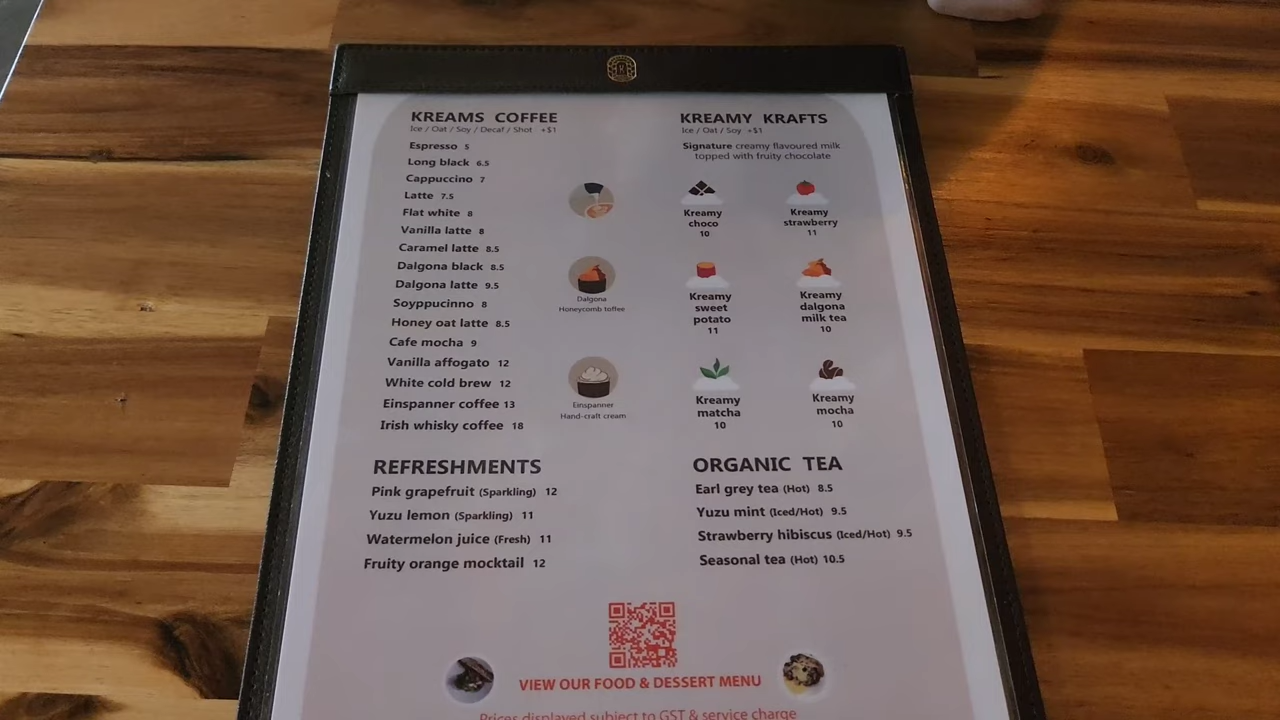 KREAMS COFFEE
Ice / Oat / Soy / Decaf / Shot +$1
Espresso 5
Long black 6.5
Cappuccino 7
Latte 7.5
Flat white 8
Vanilla latte 8
Caramel latte 8.5
Dalgona black 8.5
Dalgona latte 9.5
Soyppucinno 8
Honey oat latte 8.5
Cafe mocha 9
Vanilla affogato 12
White cold brew 12
Einspanner coffee 13
Irish whisky coffee 18
Dalgona
Honeycomb toffee
Einspanner
Hand-craft cream
KREAMY KRAFTS
Ice / Oat / Soy +$1
Signature creamy flavoured milk
topped with fruity chocolate
Kreamy
choco
10
Kreamy
strawberry
11
Kreamy
sweet
potato
11
Kreamy
dalgona
milk tea
10
Kreamy
matcha
10
Kreamy
mocha
10
REFRESHMENTS
Pink grapefruit (Sparkling) 12
Yuzu lemon (Sparkling) 11
Watermelon juice (Fresh) 11
Fruity orange mocktail 12
ORGANIC TEA
Earl grey tea (Hot) 8.5
Yuzu mint (Iced/Hot) 9.5
Strawberry hibiscus (Iced/Hot) 9.5
Seasonal tea (Hot) 10.5
VIEW OUR FOOD & DESSERT MENU
Prices displayed subject to GST & service charge